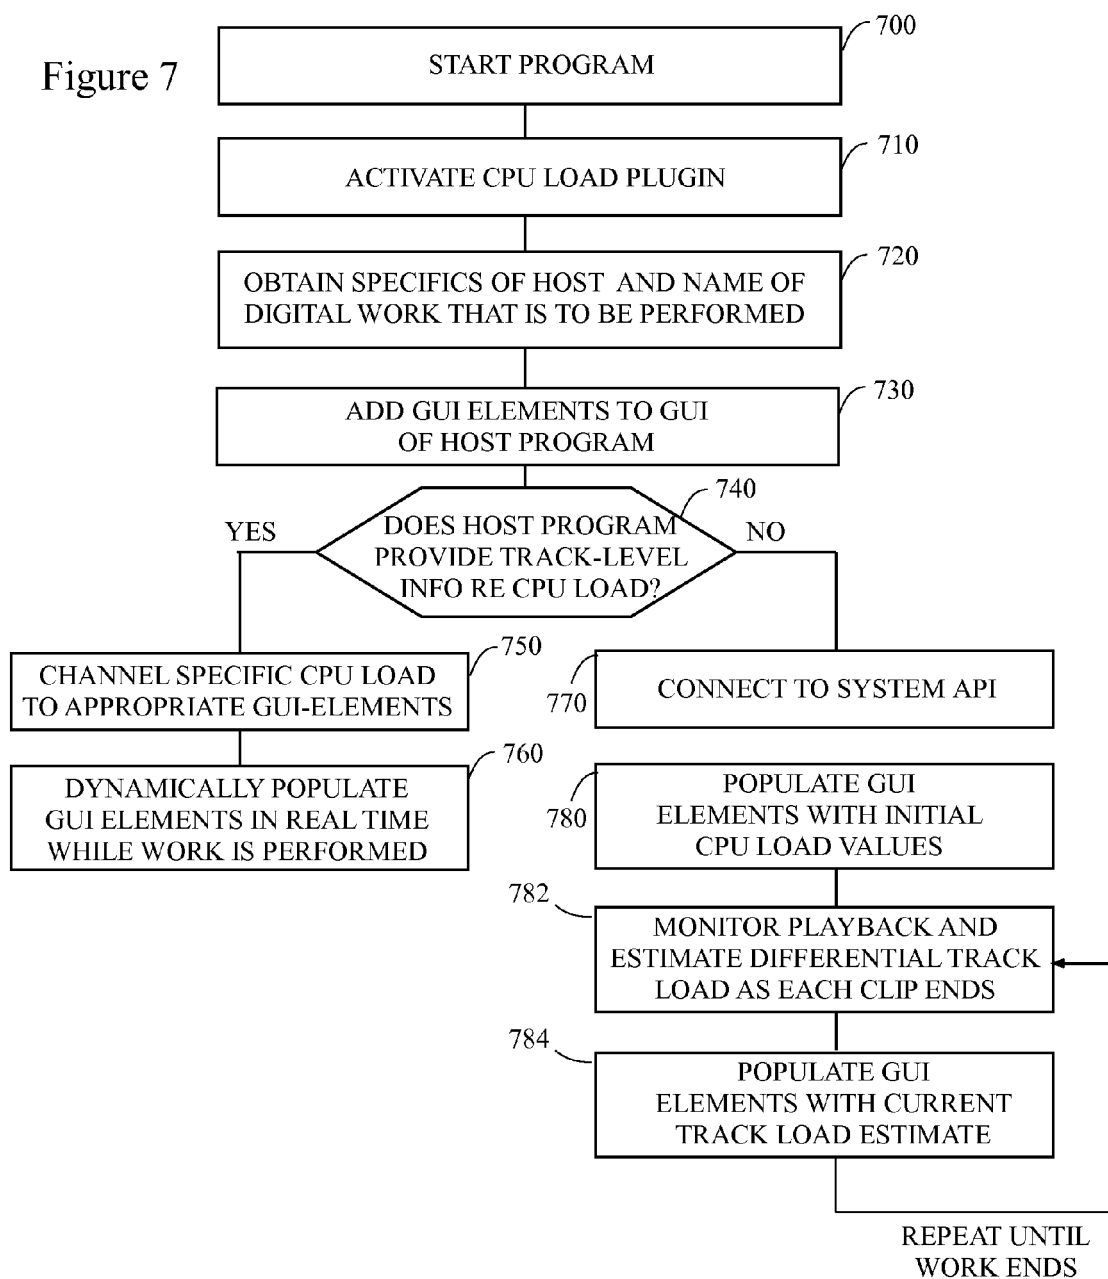 Figure 7
700
START PROGRAM
710
ACTIVATE CPU LOAD PLUGIN
720
OBTAIN SPECIFICS OF HOST AND NAME OF
DIGITAL WORK THAT IS TO BE PERFORMED
730
ADD GUI ELEMENTS TO GUI
OF HOST PROGRAM
740
DOES HOST PROGRAM
PROVIDE TRACK-LEVEL
INFO RE CPU LOAD?
YES
NO
750
CHANNEL SPECIFIC CPU LOAD
TO APPROPRIATE GUI-ELEMENTS
760
DYNAMICALLY POPULATE
GUI ELEMENTS IN REAL TIME
WHILE WORK IS PERFORMED
770
CONNECT TO SYSTEM API
780
POPULATE GUI
ELEMENTS WITH INITIAL
CPU LOAD VALUES
782
MONITOR PLAYBACK AND
ESTIMATE DIFFERENTIAL TRACK
LOAD AS EACH CLIP ENDS
784
POPULATE GUI
ELEMENTS WITH CURRENT
TRACK LOAD ESTIMATE
REPEAT UNTIL
WORK ENDS